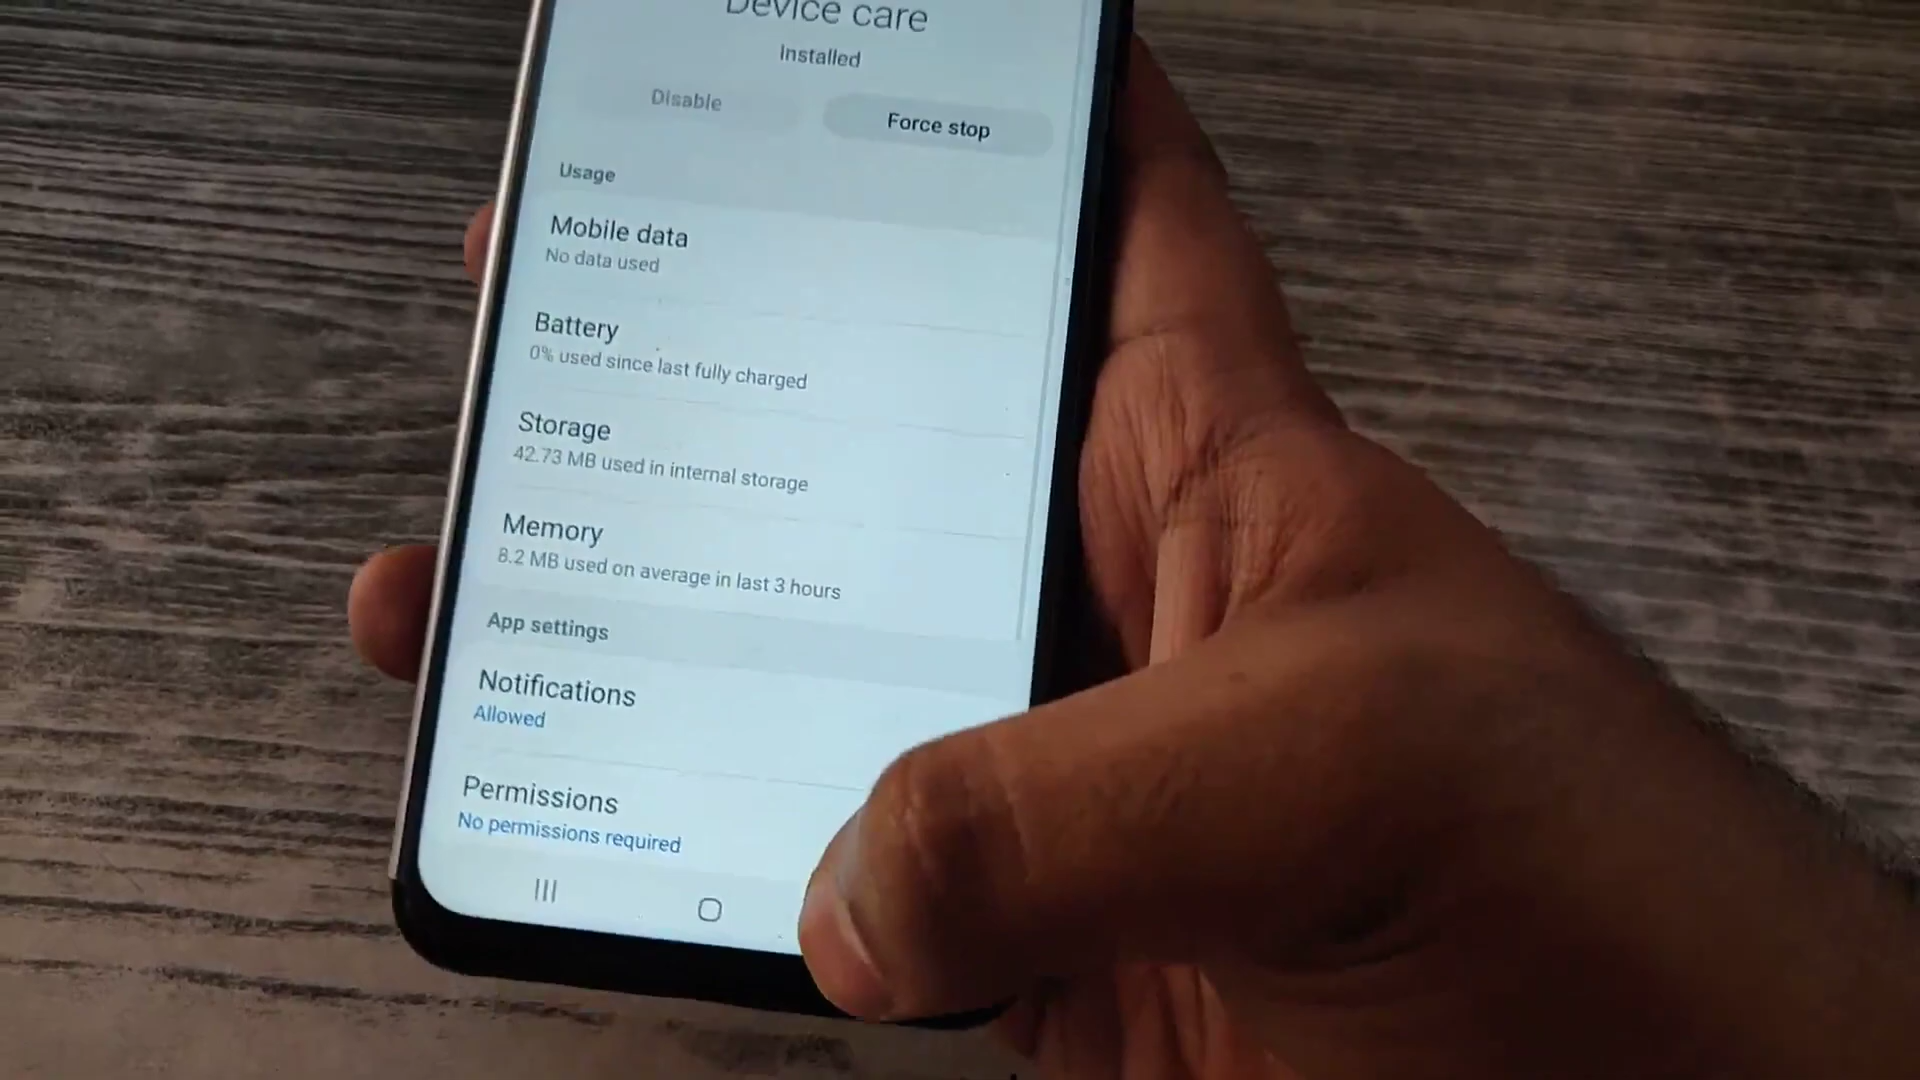 Device care
Installed
Disable
Force stop
Usage
Mobile data
No data used
Battery
0% used since last fully charged
Storage
42.73 MB used in internal storage
Memory
8.2 MB used on average in last 3 hours
App settings
Notifications
Allowed
Permissions
No permissions required